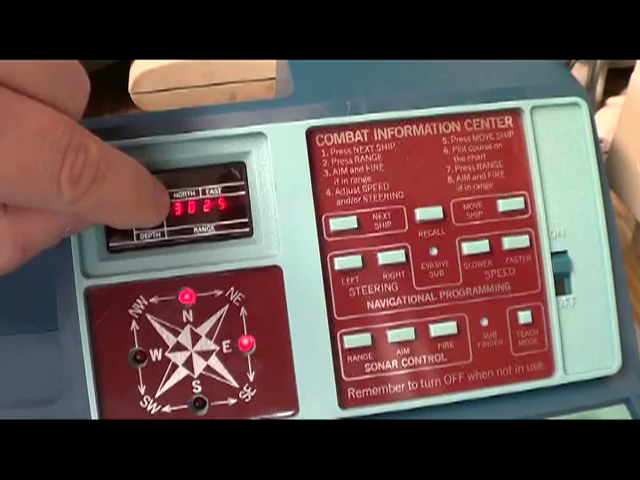 COMBAT INFORMATION CENTER
1. Press NEXT SHIP
2. Press RANGE
3. AIM and FIRE
if in range
4. Adjust SPEED
and/or STEERING
5. Press MOVE SHIP
6. Plot course on
the chart
7. Press RANGE
8. AIM and FIRE
if in range
NORTH EAST
3025
DEPTH RANGE
NEXT
SHIP
RECALL
MOVE
SHIP
LEFT RIGHT
STEERING
EVASIVE
SUB
SLOWER FASTER
SPEED
NAVIGATIONAL PROGRAMMING
RANGE AIM FIRE
SONAR CONTROL
SUB
FINDER
TEACH
MODE
Remember to turn OFF when not in use.
ON
OFF
NW N NE
W E
SW S SE